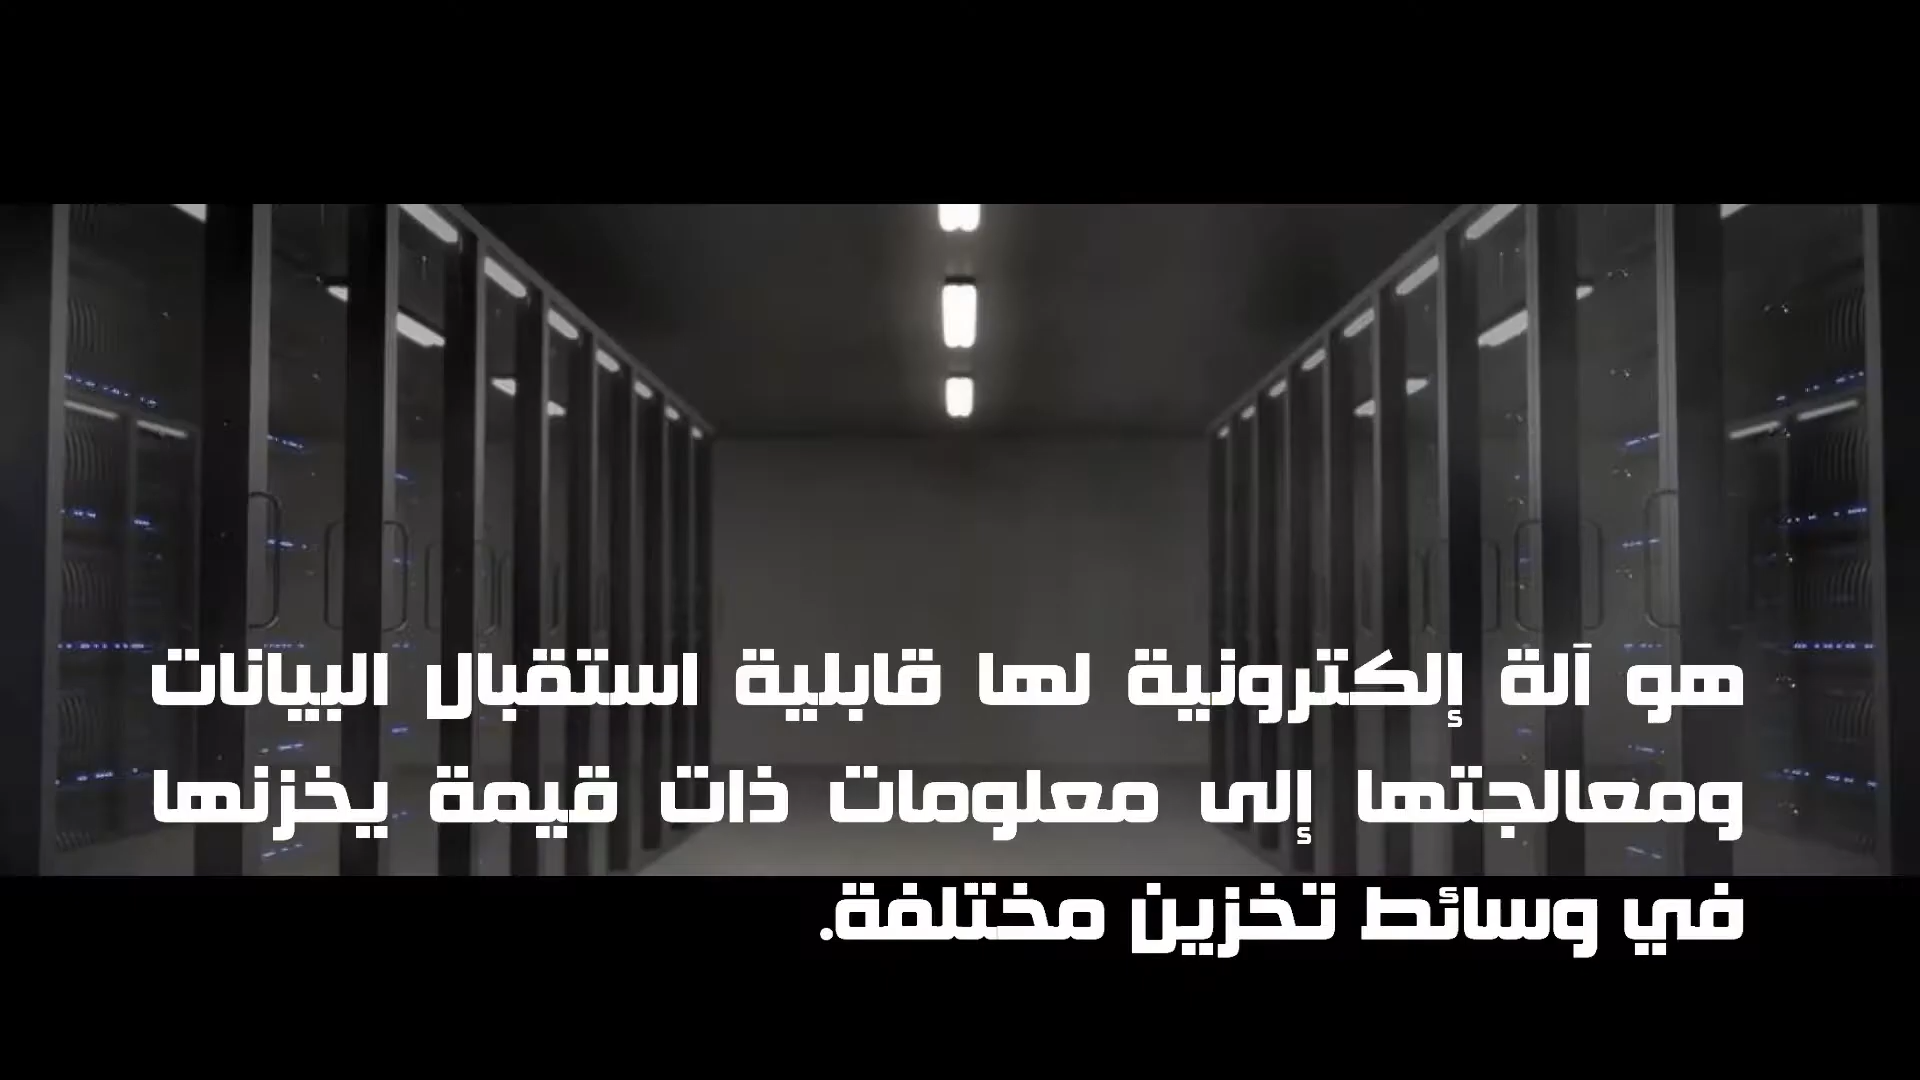 هو آلة إلكترونية لها قابلية استقبال البيانات
ومعالجتها إلى معلومات ذات قيمة يخزنها
في وسائط تخزين مختلفة.